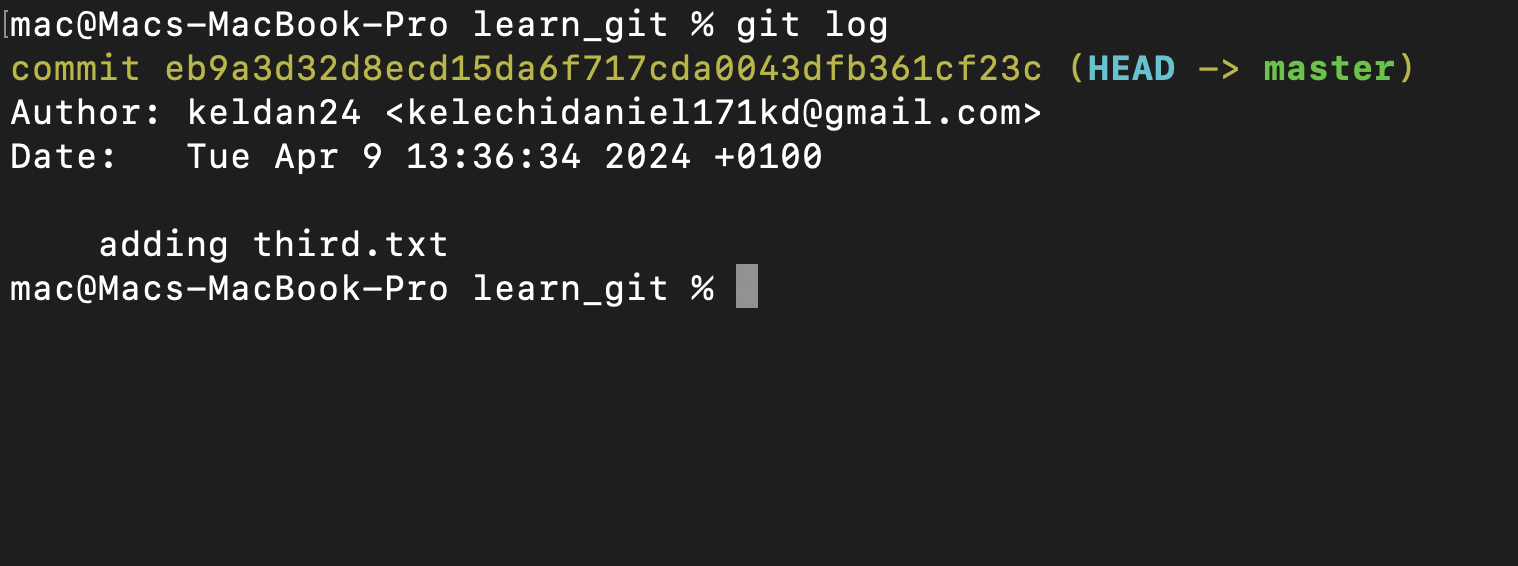 [mac@Macs-MacBook-Pro learn_git % git log
commit eb9a3d32d8ecd15da6f717cda0043dfb361cf23c (HEAD -> master)
Author: keldan24 <kelechidaniel171kd@gmail.com>
Date:   Tue Apr 9 13:36:34 2024 +0100

    adding third.txt
mac@Macs-MacBook-Pro learn_git %